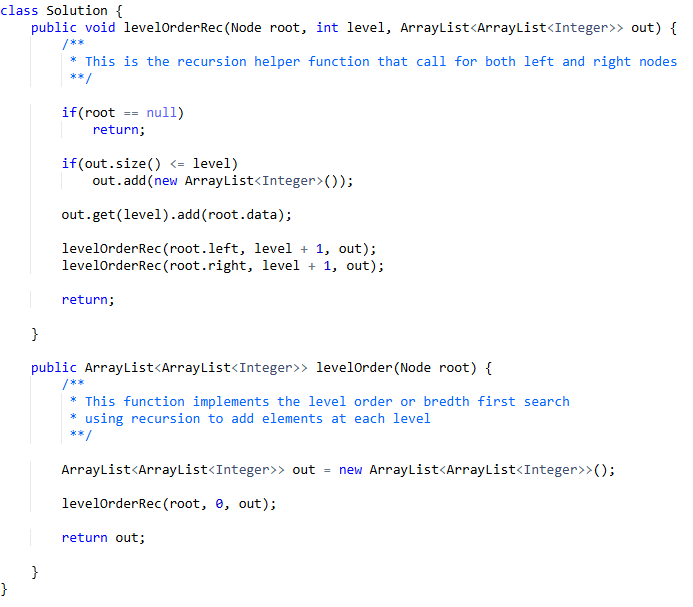 class Solution {
    public void levelOrderRec(Node root, int level, ArrayList<ArrayList<Integer>> out) {
        /**
         * This is the recursion helper function that call for both left and right nodes
         **/
        if(root == null)
            return;
        if(out.size() <= level)
            out.add(new ArrayList<Integer>());
        out.get(level).add(root.data);
        levelOrderRec(root.left, level + 1, out);
        levelOrderRec(root.right, level + 1, out);
        return;
    }
    public ArrayList<ArrayList<Integer>> levelOrder(Node root) {
        /**
         * This function implements the level order or bredth first search
         * using recursion to add elements at each level
         **/
        ArrayList<ArrayList<Integer>> out = new ArrayList<ArrayList<Integer>>();
        levelOrderRec(root, 0, out);
        return out;
    }
}